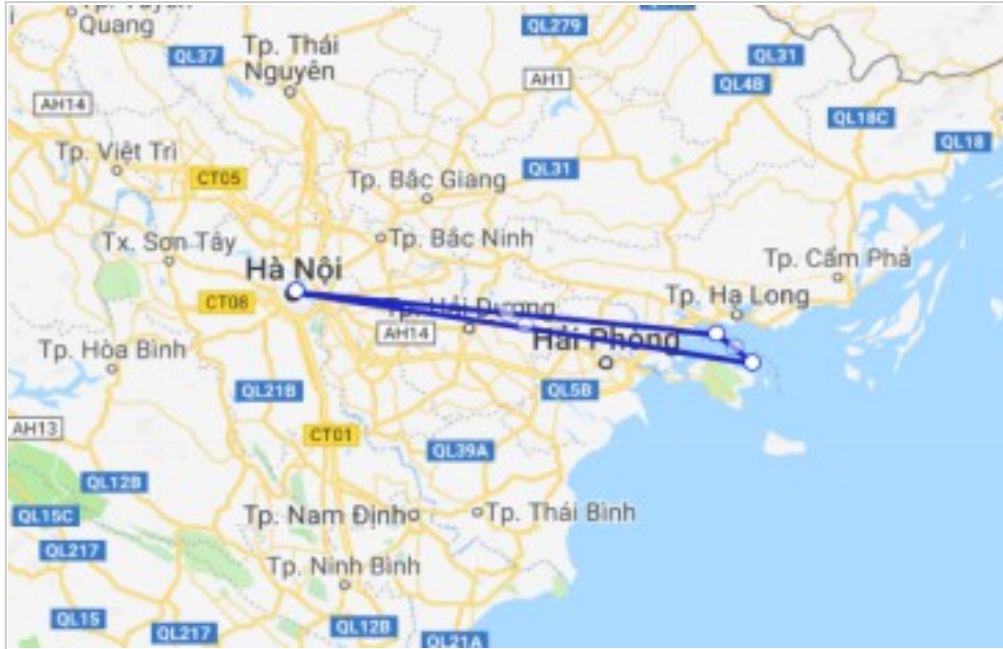 Quang
QL279
QL37
Tp. Thái
Nguyên
AH1
QL31
QL4B
AH14
QL18C
QL18
Tp. Việt Trì
CT05
Tp. Bắc Giang
QL31
Tx. Sơn Tây
Tp. Bắc Ninh
Hà Nội
Tp. Cẩm Phả
CT08
Tp. Hải Dương
Tp. Hạ Long
AH14
Hải Phòng
Tp. Hòa Bình
QL21B
QL5B
AH13
CT01
QL39A
QL12B
QL15C
Tp. Nam Định
Tp. Thái Bình
QL217
Tp. Ninh Bình
QL15
QL217
QL12B
QL21A